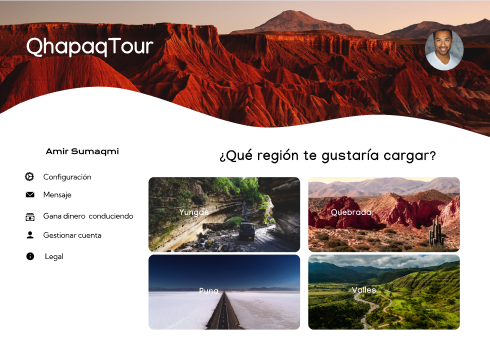 QhapaqTour
Amir Sumaqmi
¿Qué región te gustaría cargar?
Configuración
Mensaje
Gana dinero conduciendo
Gestionar cuenta
Legal
Yungas
Quebrada
Puna
Valles